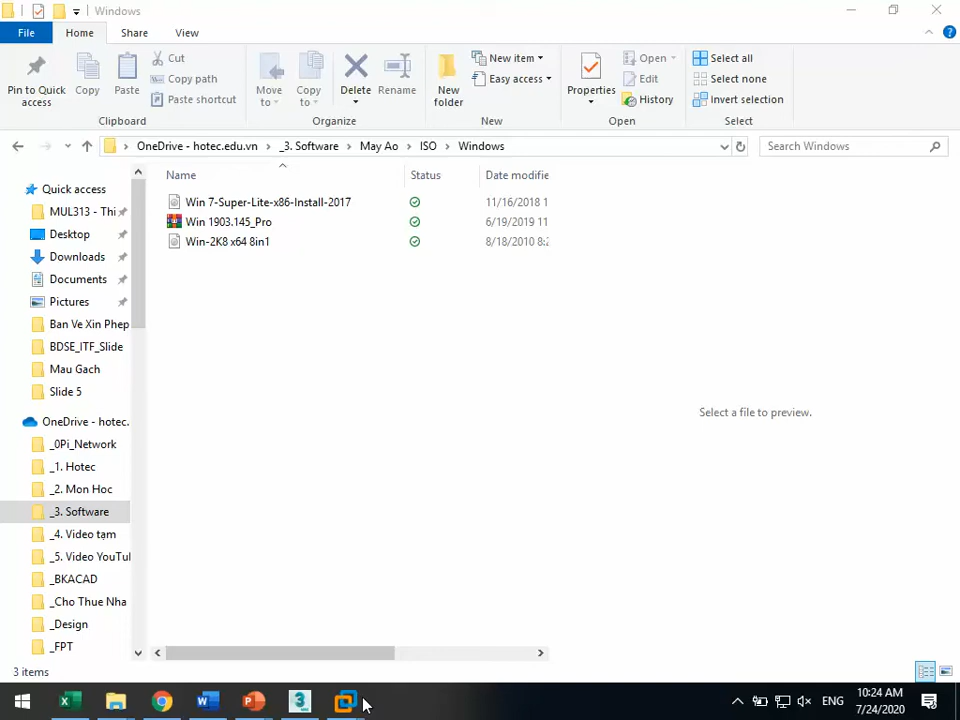 Windows
File
Home
Share
View
Pin to Quick access
Copy
Paste
Cut
Copy path
Paste shortcut
Move to
Copy to
Delete
Rename
New folder
New item
Easy access
Properties
Open
Edit
History
Select all
Select none
Invert selection
Clipboard
Organize
New
Open
Select
OneDrive - hotec.edu.vn
_3. Software
May Ao
ISO
Windows
Search Windows
Name
Status
Date modifie
Quick access
MUL313 - Thi
Desktop
Downloads
Documents
Pictures
Ban Ve Xin Phep
BDSE_ITF_Slide
Mau Gach
Slide 5
OneDrive - hotec.
_0Pi_Network
_1. Hotec
_2. Mon Hoc
_3. Software
_4. Video tạm
_5. Video YouTul
_BKACAD
_Cho Thue Nha
_Design
_FPT
Win 7-Super-Lite-x86-Install-2017
11/16/2018 1
Win 1903.145_Pro
6/19/2019 11
Win-2K8 x64 8in1
8/18/2010 8:2
Select a file to preview.
3 items
ENG
10:24 AM
7/24/2020